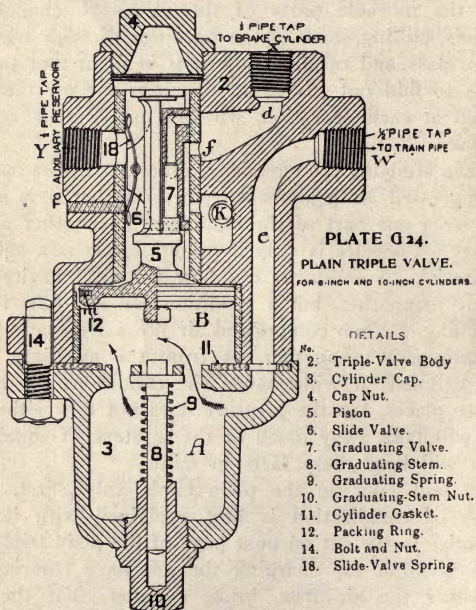 4
½ PIPE TAP
TO BRAKE CYLINDER
2
d
½ PIPE TAP
TO AUXILIARY RESERVOIR
Y
18
f
7
½ PIPE TAP
TO TRAIN PIPE
W
6
K
e
5
PLATE G24.
PLAIN TRIPLE VALVE.
FOR 8-INCH AND 10-INCH CYLINDERS.
m
12
B
14
11
9
3
8
A
10
DETAILS
No.
2. Triple-Valve Body
3. Cylinder Cap.
4. Cap Nut.
5. Piston
6. Slide Valve.
7. Graduating Valve.
8. Graduating Stem.
9. Graduating Spring.
10. Graduating-Stem Nut.
11. Cylinder Gasket.
12. Packing Ring.
14. Bolt and Nut.
18. Slide-Valve Spring